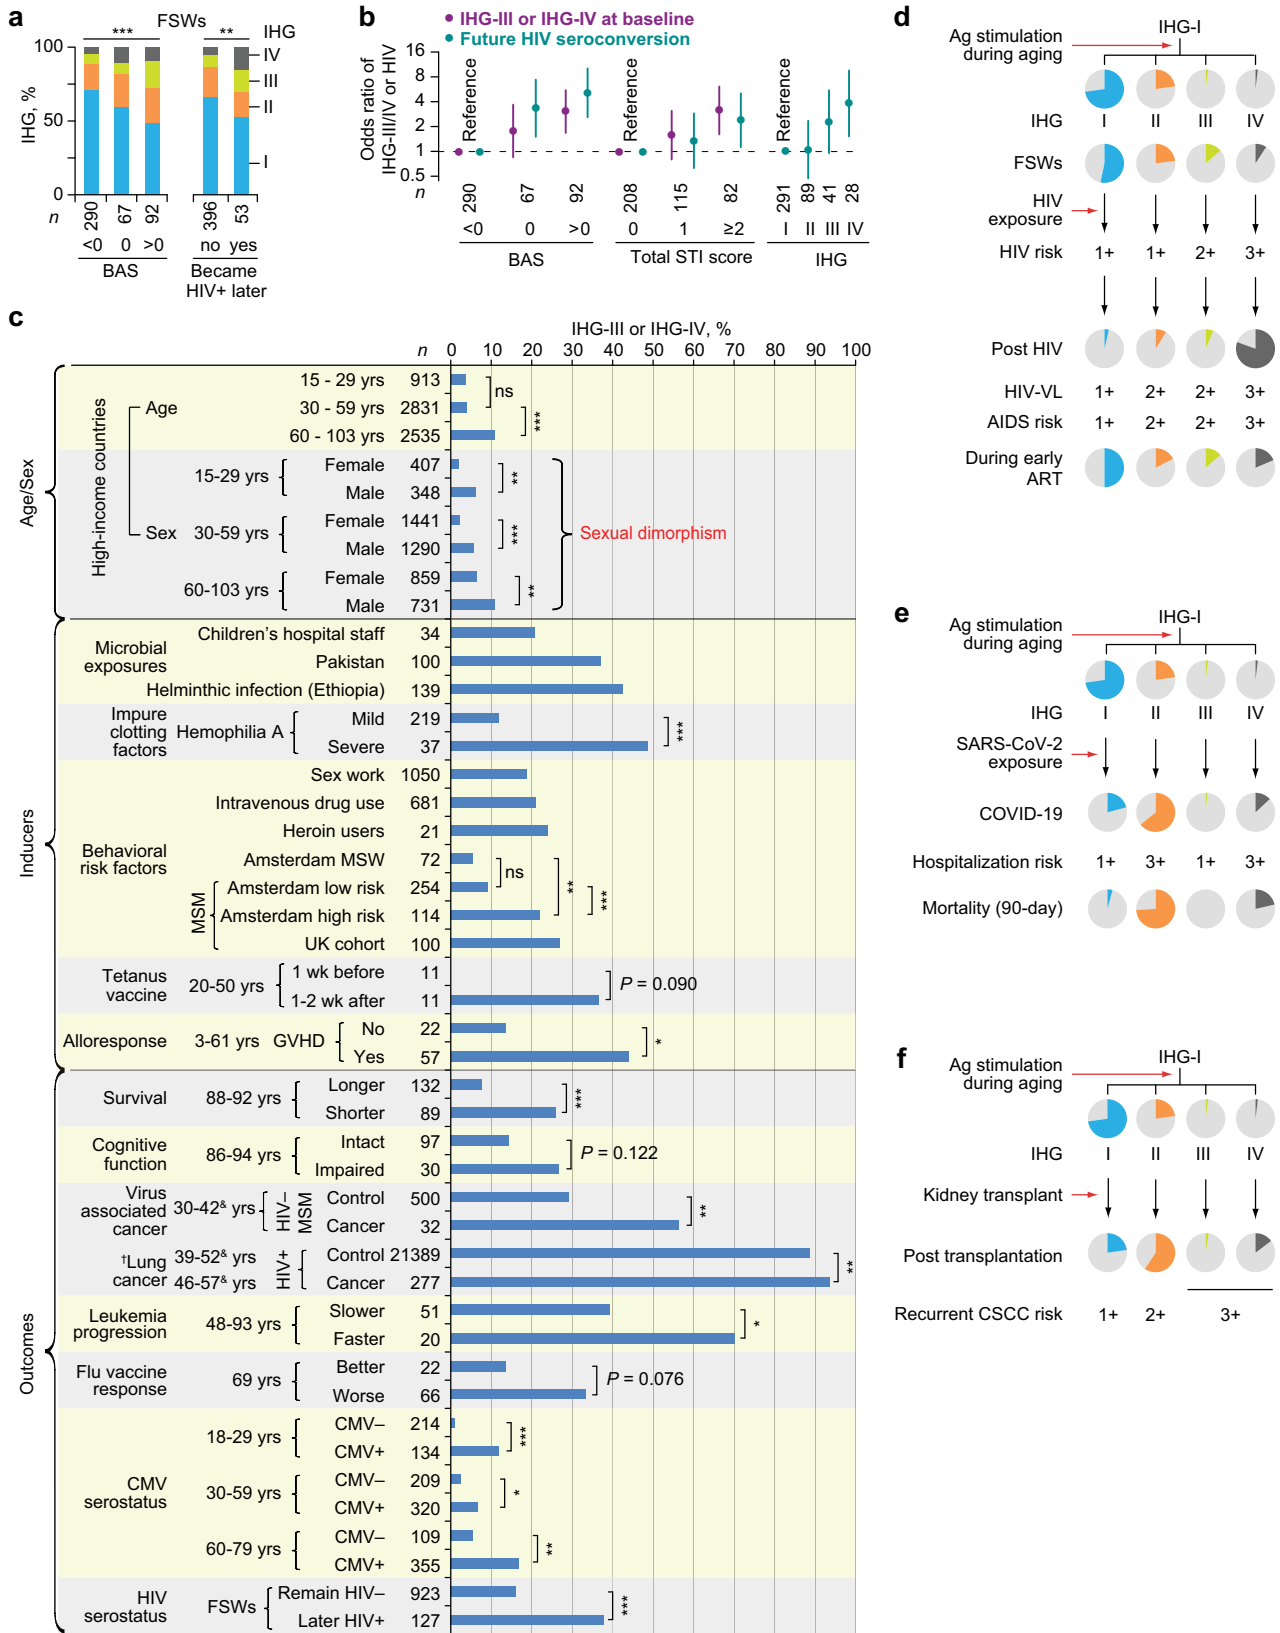 a
FSWs
*** ** IHG
IHG, %
100
50
0
IV
III
II
I
n 290 67 92 396 53
<0 0 >0 no yes
BAS Became
HIV+ later
b
IHG-III or IHG-IV at baseline
Future HIV seroconversion
Odds ratio of
IHG-III/IV or HIV
16
8
4
2
1
0.5
Reference Reference Reference
n 290 67 92 208 115 82 291 89 41 28
<0 0 >0 0 1 ≥2 I II III IV
BAS Total STI score IHG
c
IHG-III or IHG-IV, %
n 0 10 20 30 40 50 60 70 80 90 100
Age/Sex
High-income countries
Age
15 - 29 yrs 913
ns
30 - 59 yrs 2831
***
60 - 103 yrs 2535
Sex
15-29 yrs
Female 407
**
Male 348
30-59 yrs
Female 1441
***
Male 1290
Sexual dimorphism
60-103 yrs
Female 859
**
Male 731
Inducers
Microbial
exposures
Children's hospital staff 34
Pakistan 100
Helminthic infection (Ethiopia) 139
Impure
clotting
factors
Hemophilia A
Mild 219
***
Severe 37
Behavioral
risk factors
Sex work 1050
Intravenous drug use 681
Heroin users 21
Amsterdam MSW 72
ns ** ***
MSM
Amsterdam low risk 254
Amsterdam high risk 114
UK cohort 100
Tetanus
vaccine
20-50 yrs
1 wk before 11
P = 0.090
1-2 wk after 11
Alloresponse 3-61 yrs GVHD
No 22
*
Yes 57
Outcomes
Survival 88-92 yrs
Longer 132
***
Shorter 89
Cognitive
function
86-94 yrs
Intact 97
P = 0.122
Impaired 30
Virus
associated
cancer
30-42& yrs
HIV–
MSM
Control 500
**
Cancer 32
†Lung
cancer
39-52& yrs
46-57& yrs
HIV+
Control 21389
**
Cancer 277
Leukemia
progression
48-93 yrs
Slower 51
*
Faster 20
Flu vaccine
response
69 yrs
Better 22
P = 0.076
Worse 66
CMV
serostatus
18-29 yrs
CMV– 214
***
CMV+ 134
30-59 yrs
CMV– 209
*
CMV+ 320
60-79 yrs
CMV– 109
**
CMV+ 355
HIV
serostatus
FSWs
Remain HIV– 923
***
Later HIV+ 127
d
Ag stimulation
during aging
IHG-I
IHG I II III IV
FSWs
HIV
exposure
HIV risk 1+ 1+ 2+ 3+
Post HIV
HIV-VL 1+ 2+ 2+ 3+
AIDS risk 1+ 2+ 2+ 3+
During early
ART
e
Ag stimulation
during aging
IHG-I
IHG I II III IV
SARS-CoV-2
exposure
COVID-19
Hospitalization risk 1+ 3+ 1+ 3+
Mortality (90-day)
f
Ag stimulation
during aging
IHG-I
IHG I II III IV
Kidney transplant
Post transplantation
Recurrent CSCC risk 1+ 2+ 3+